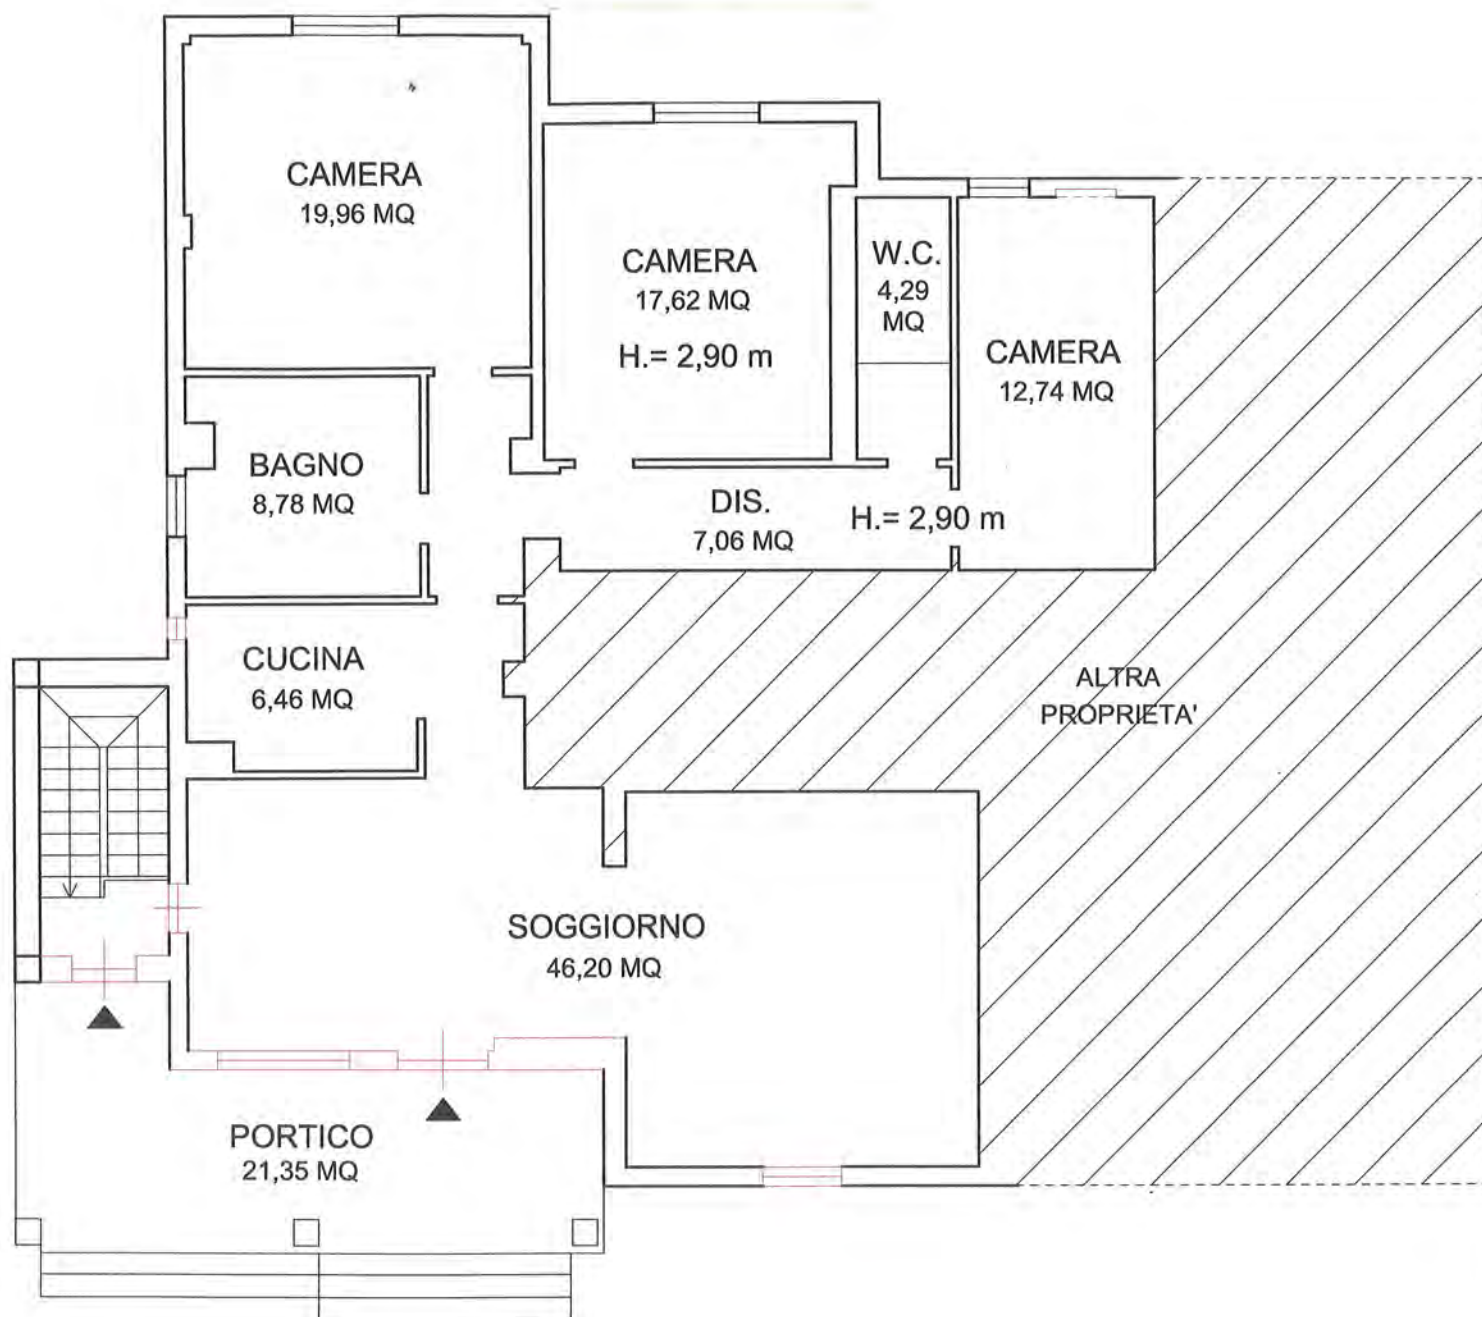 CAMERA
19,96 MQ
CAMERA
17,62 MQ
H.= 2,90 m
W.C.
4,29
MQ
CAMERA
12,74 MQ
BAGNO
8,78 MQ
DIS.
7,06 MQ
H.= 2,90 m
CUCINA
6,46 MQ
ALTRA
PROPRIETA'
SOGGIORNO
46,20 MQ
PORTICO
21,35 MQ